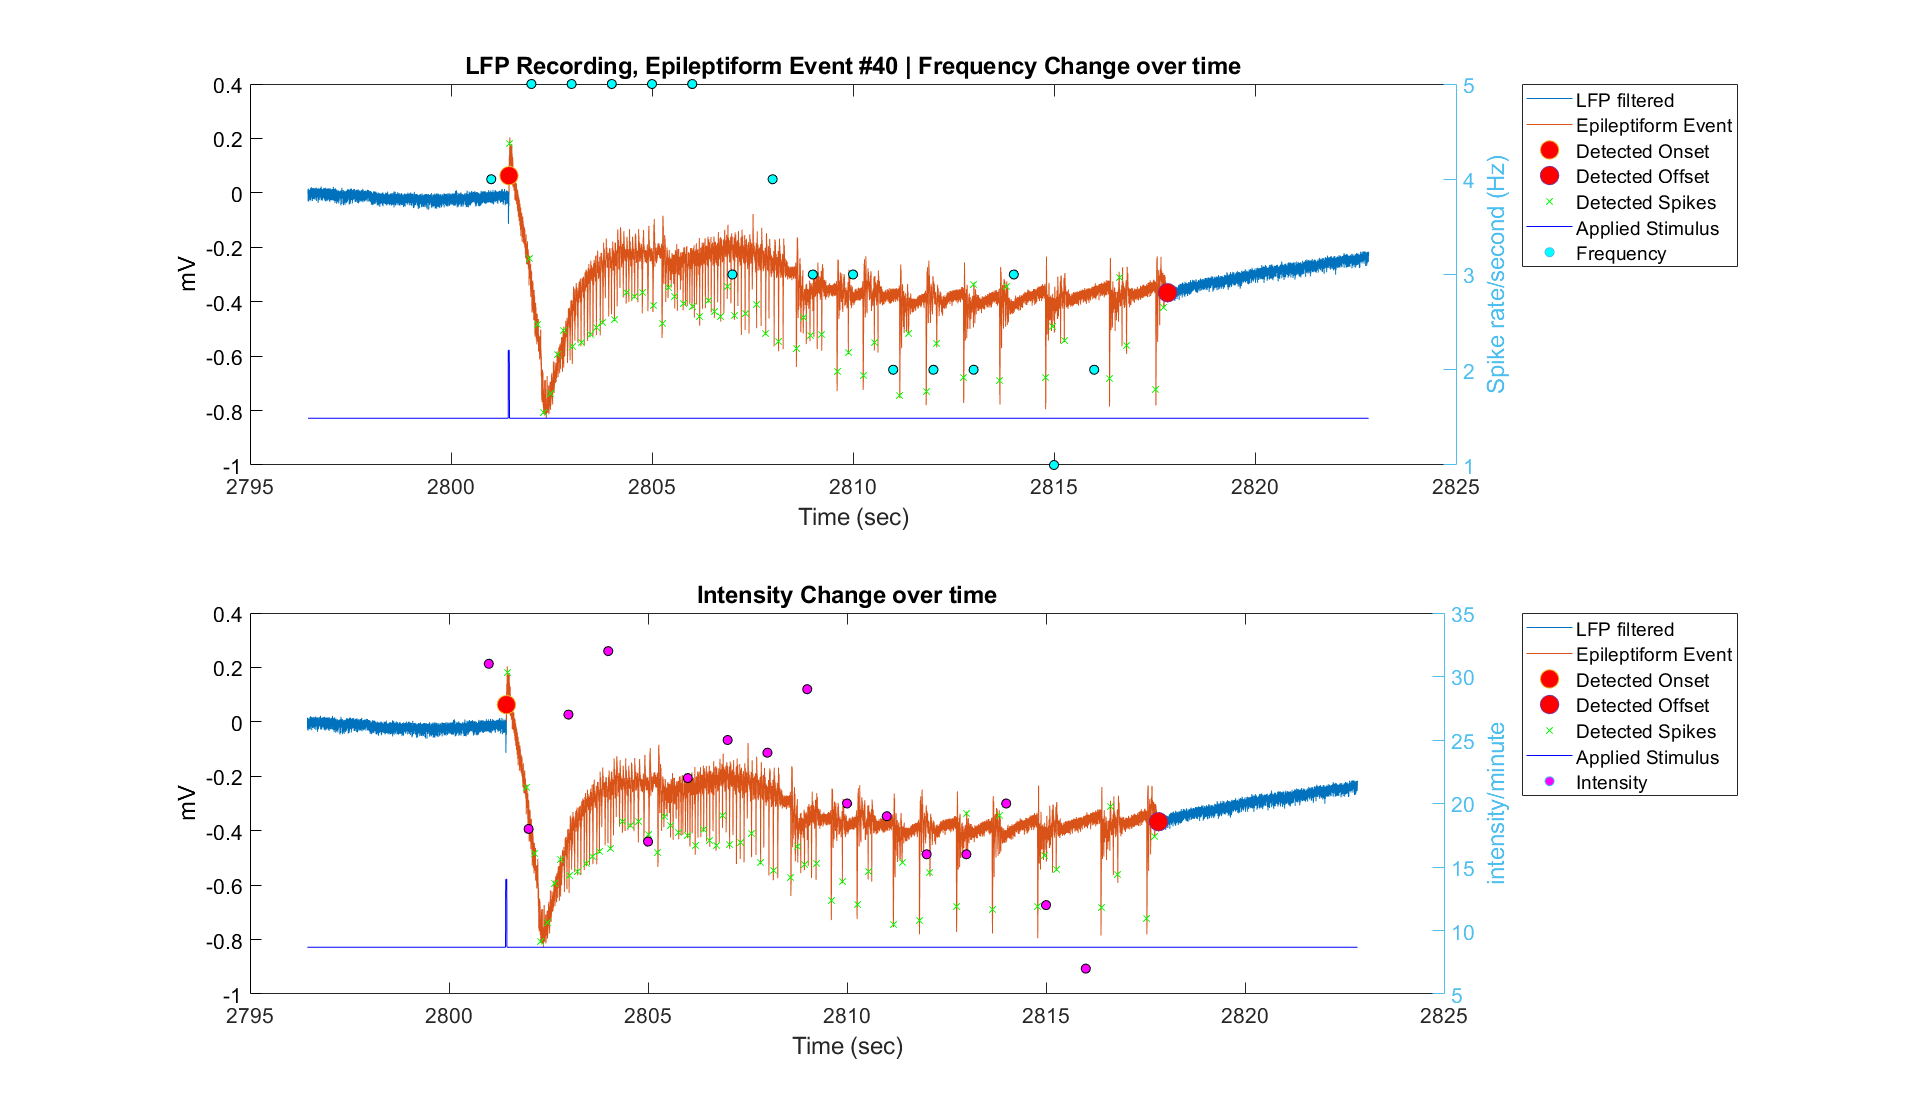 LFP Recording, Epileptiform Event #40 | Frequency Change over time
0.4
0.2
0
-0.2
-0.4
-0.6
-0.8
-1
mV
2795 2800 2805 2810 2815 2820 2825
Time (sec)
5
4
3
2
1
Spike rate/second (Hz)
LFP filtered
Epileptiform Event
Detected Onset
Detected Offset
Detected Spikes
Applied Stimulus
Frequency
Intensity Change over time
0.4
0.2
0
-0.2
-0.4
-0.6
-0.8
-1
mV
2795 2800 2805 2810 2815 2820 2825
Time (sec)
35
30
25
20
15
10
5
intensity/minute
LFP filtered
Epileptiform Event
Detected Onset
Detected Offset
Detected Spikes
Applied Stimulus
Intensity